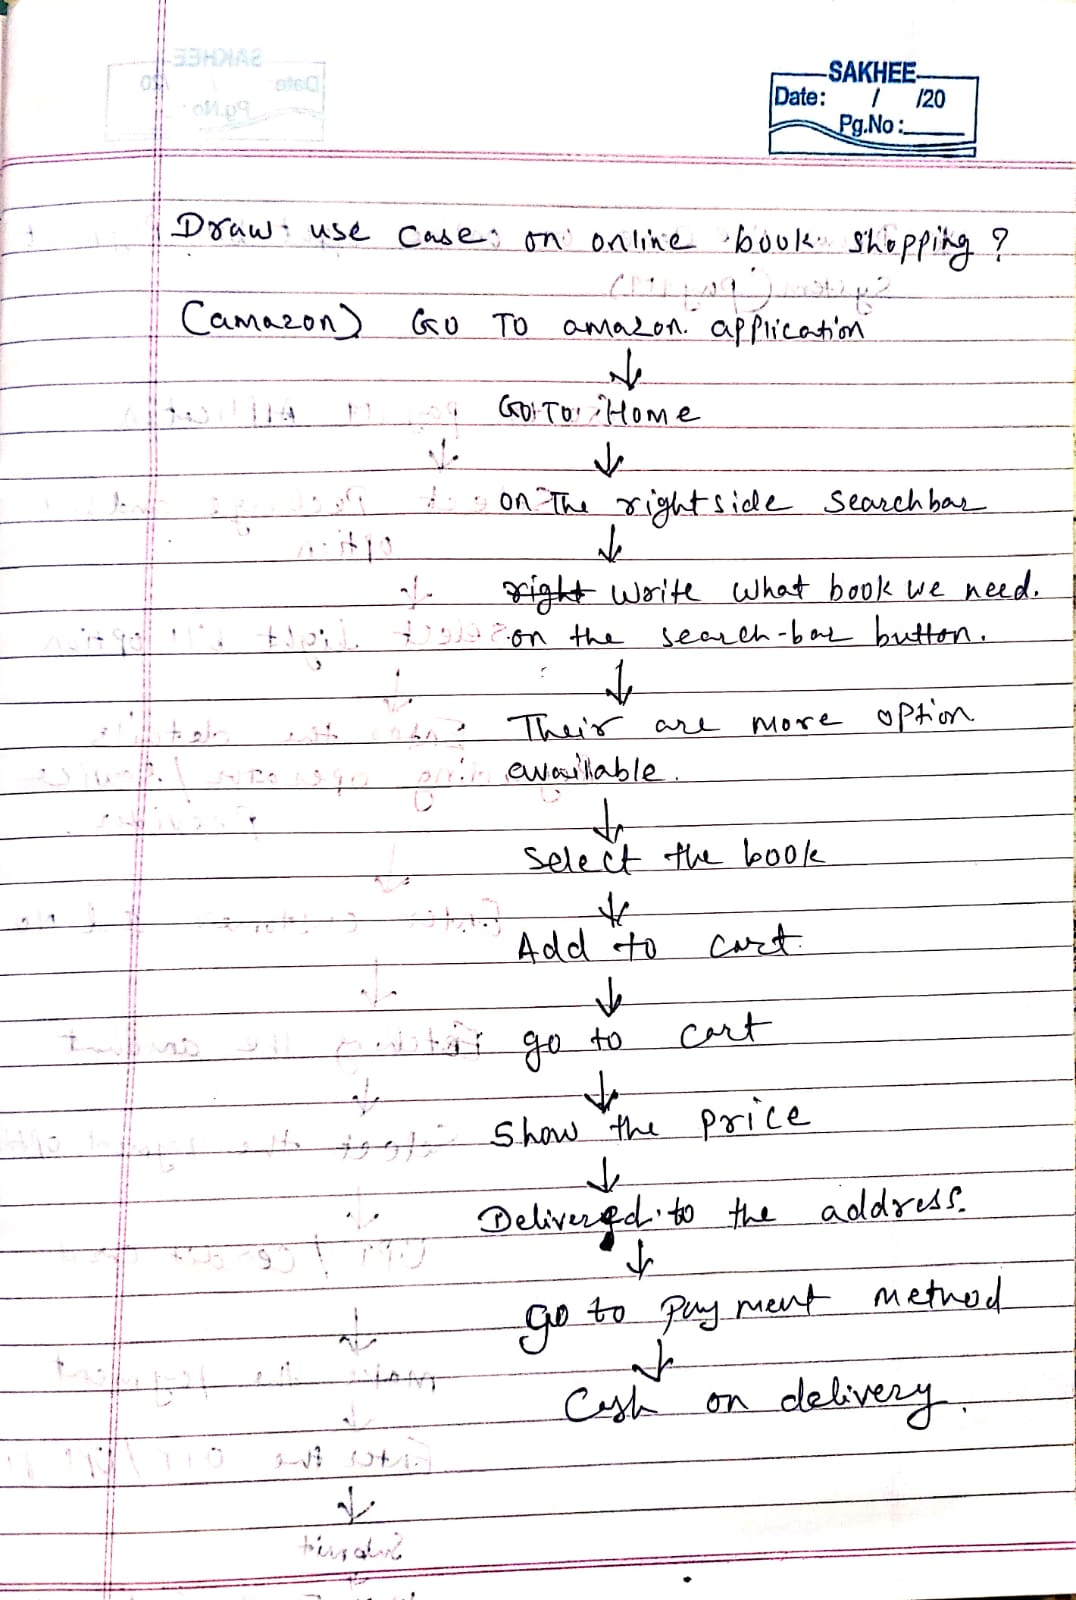 SAKHEE
Date: / /20
Pg.No:
Draw use case on online book shopping ?
(amazon) Go To amazon application
↓
Go To Home
↓
on The right side Searchbar
↓
right Write what book we need.
on the search-bar button.
↓
Their are more option
available.
↓
Select the book
↓
Add to cart
↓
go to cart
↓
Show the price
↓
Delivered to the address.
↓
go to payment method
↓
Cash on delivery.